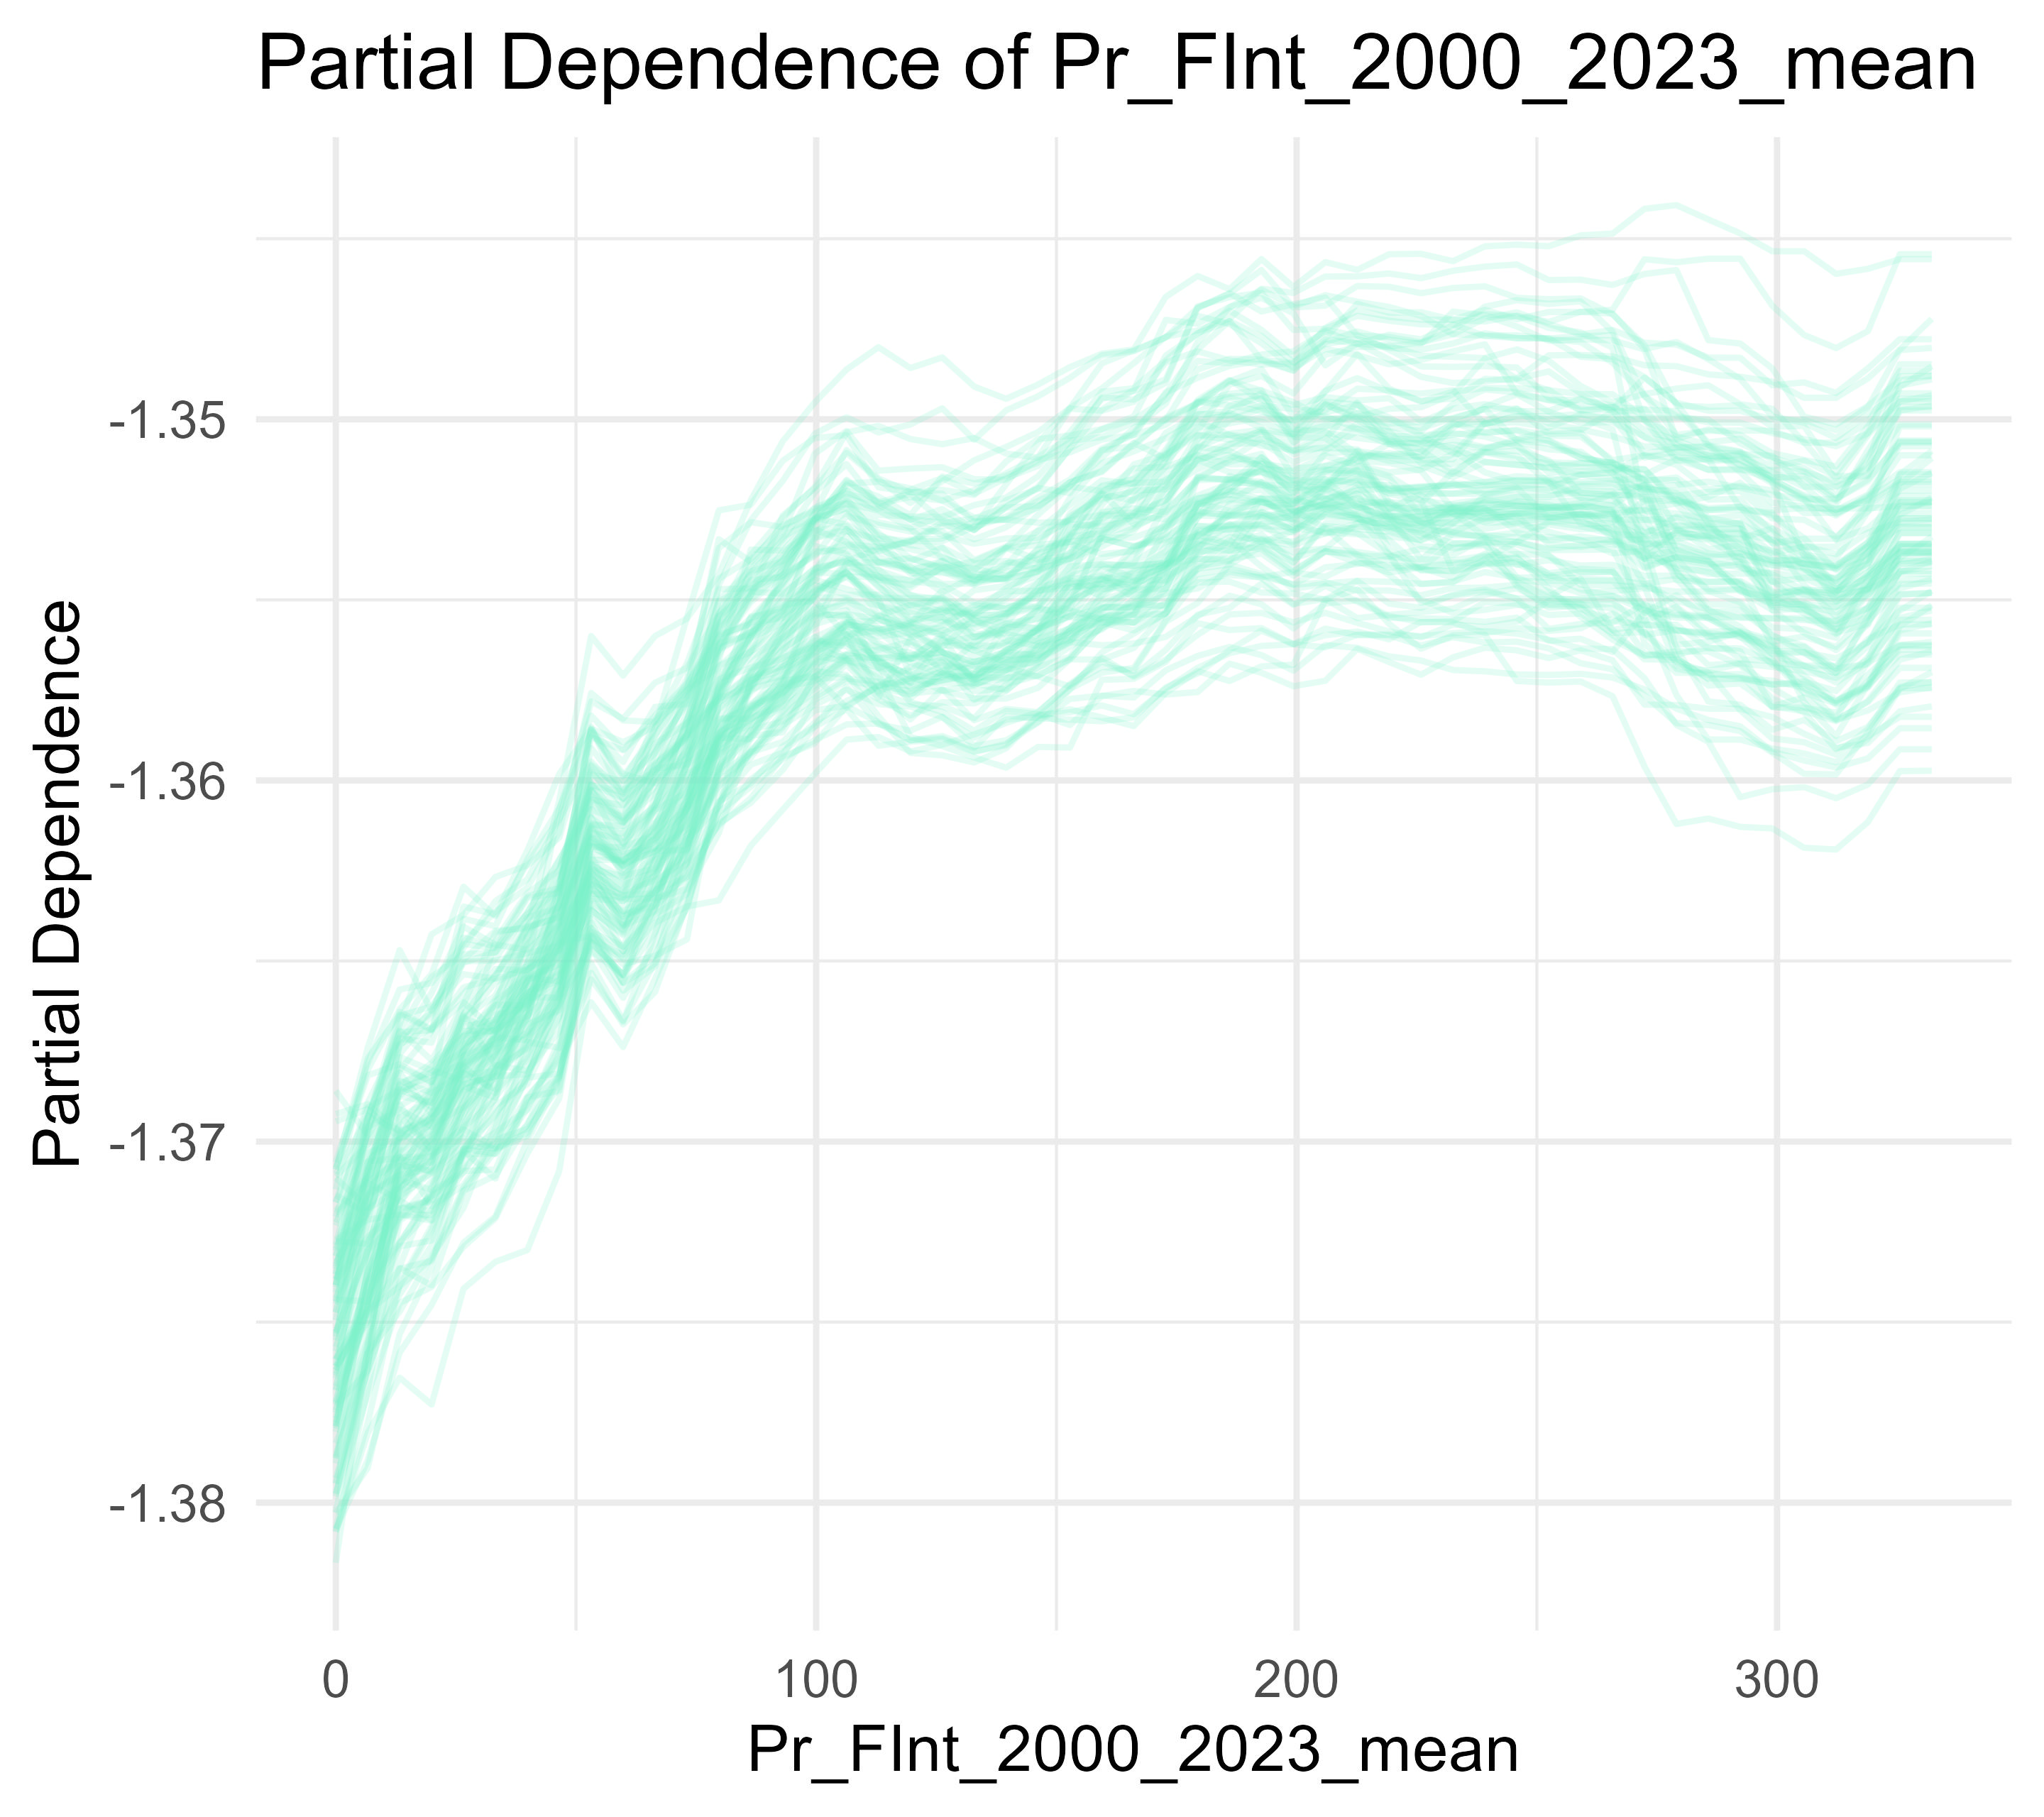 Partial Dependence of Pr_FInt_2000_2023_mean
Partial Dependence
-1.35
-1.36
-1.37
-1.38
0 100 200 300
Pr_FInt_2000_2023_mean